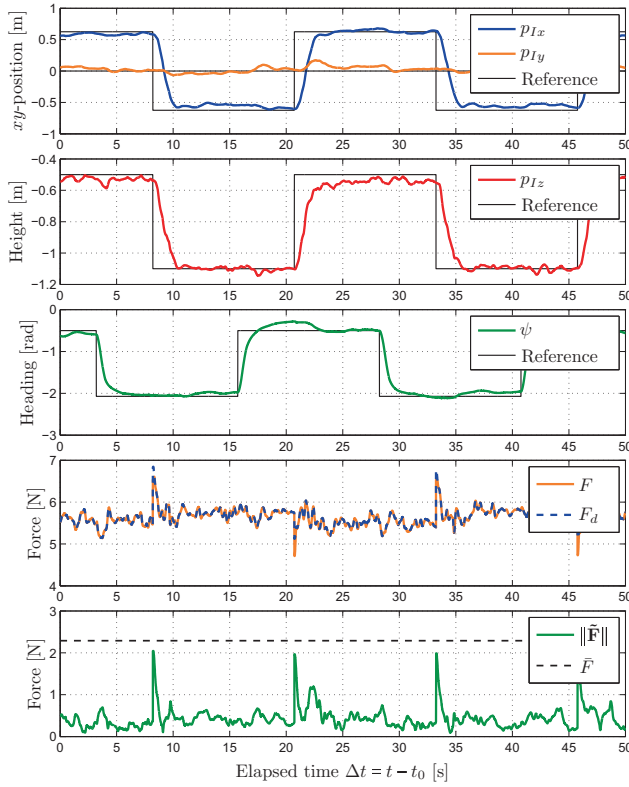 1
0.5
0
−0.5
−1
xy-position [m]
p_{Ix}
p_{Iy}
Reference
0 5 10 15 20 25 30 35 40 45 50
−0.4
−0.6
−0.8
−1
−1.2
Height [m]
p_{Iz}
Reference
0 5 10 15 20 25 30 35 40 45 50
0
−1
−2
−3
Heading [rad]
ψ
Reference
0 5 10 15 20 25 30 35 40 45 50
7
6
5
4
Force [N]
F
F_d
0 5 10 15 20 25 30 35 40 45 50
3
2
1
0
Force [N]
‖F̃‖
F̄
0 5 10 15 20 25 30 35 40 45 50
Elapsed time Δt = t − t_0 [s]